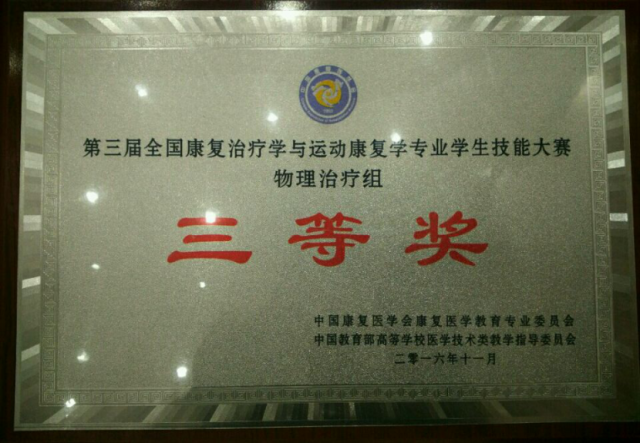 第三届全国康复治疗学与运动康复学专业学生技能大赛
物理治疗组
三等奖
中国康复医学会康复医学教育专业委员会
中国教育部高等学校医学技术类教学指导委员会
二零一六年十一月